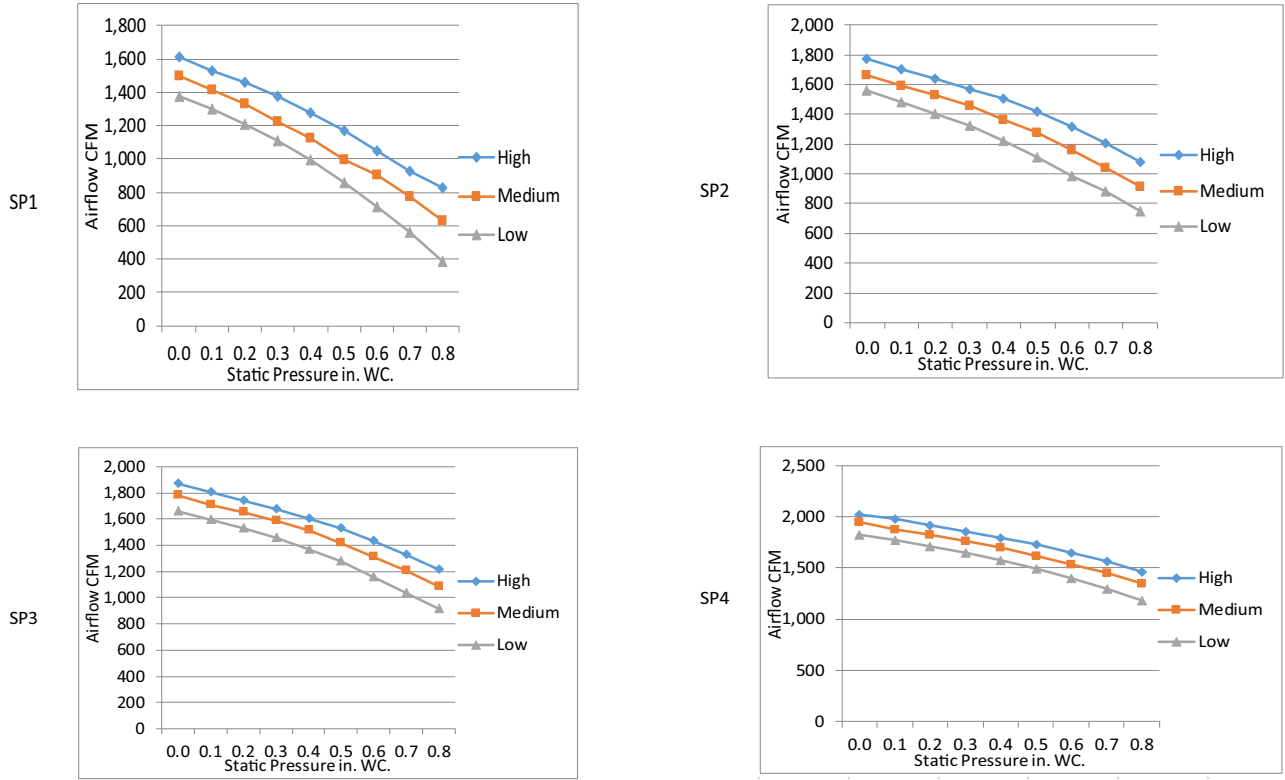 SP1
Airflow CFM
1,800
1,600
1,400
1,200
1,000
800
600
400
200
0
0.0 0.1 0.2 0.3 0.4 0.5 0.6 0.7 0.8
Static Pressure in. WC.
High
Medium
Low
SP2
Airflow CFM
2,000
1,800
1,600
1,400
1,200
1,000
800
600
400
200
0
0.0 0.1 0.2 0.3 0.4 0.5 0.6 0.7 0.8
Static Pressure in. WC.
High
Medium
Low
SP3
Airflow CFM
2,000
1,800
1,600
1,400
1,200
1,000
800
600
400
200
0
0.0 0.1 0.2 0.3 0.4 0.5 0.6 0.7 0.8
Static Pressure in. WC.
High
Medium
Low
SP4
Airflow CFM
2,500
2,000
1,500
1,000
500
0
0.0 0.1 0.2 0.3 0.4 0.5 0.6 0.7 0.8
Static Pressure in. WC.
High
Medium
Low